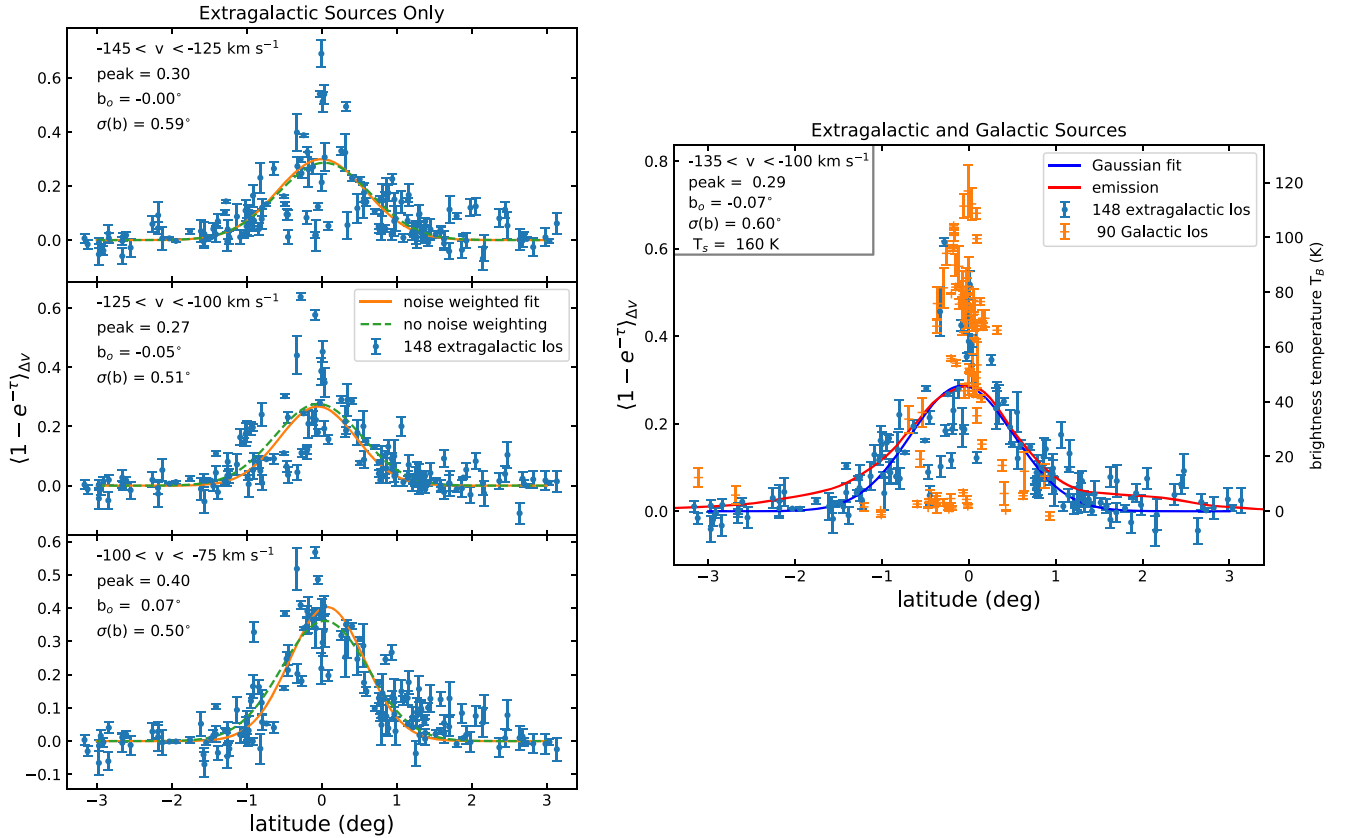 Extragalactic Sources Only
-145 < v < -125 km s⁻¹
peak = 0.30
bₒ = -0.00°
σ(b) = 0.59°
0.6
0.4
0.2
0.0
-125 < v < -100 km s⁻¹
peak = 0.27
bₒ = -0.05°
σ(b) = 0.51°
noise weighted fit
no noise weighting
148 extragalactic los
0.6
0.4
0.2
0.0
⟨1 − e^{−τ}⟩_{Δv}
-100 < v < -75 km s⁻¹
peak = 0.40
bₒ = 0.07°
σ(b) = 0.50°
0.6
0.5
0.4
0.3
0.2
0.1
0.0
−0.1
−3 −2 −1 0 1 2 3
latitude (deg)
Extragalactic and Galactic Sources
-135 < v < -100 km s⁻¹
peak = 0.29
bₒ = -0.07°
σ(b) = 0.60°
Tₛ = 160 K
Gaussian fit
emission
148 extragalactic los
90 Galactic los
0.8
0.6
0.4
0.2
0.0
⟨1 − e^{−τ}⟩_{Δv}
120
100
80
60
40
20
0
brightness temperature T_B (K)
−3 −2 −1 0 1 2 3
latitude (deg)